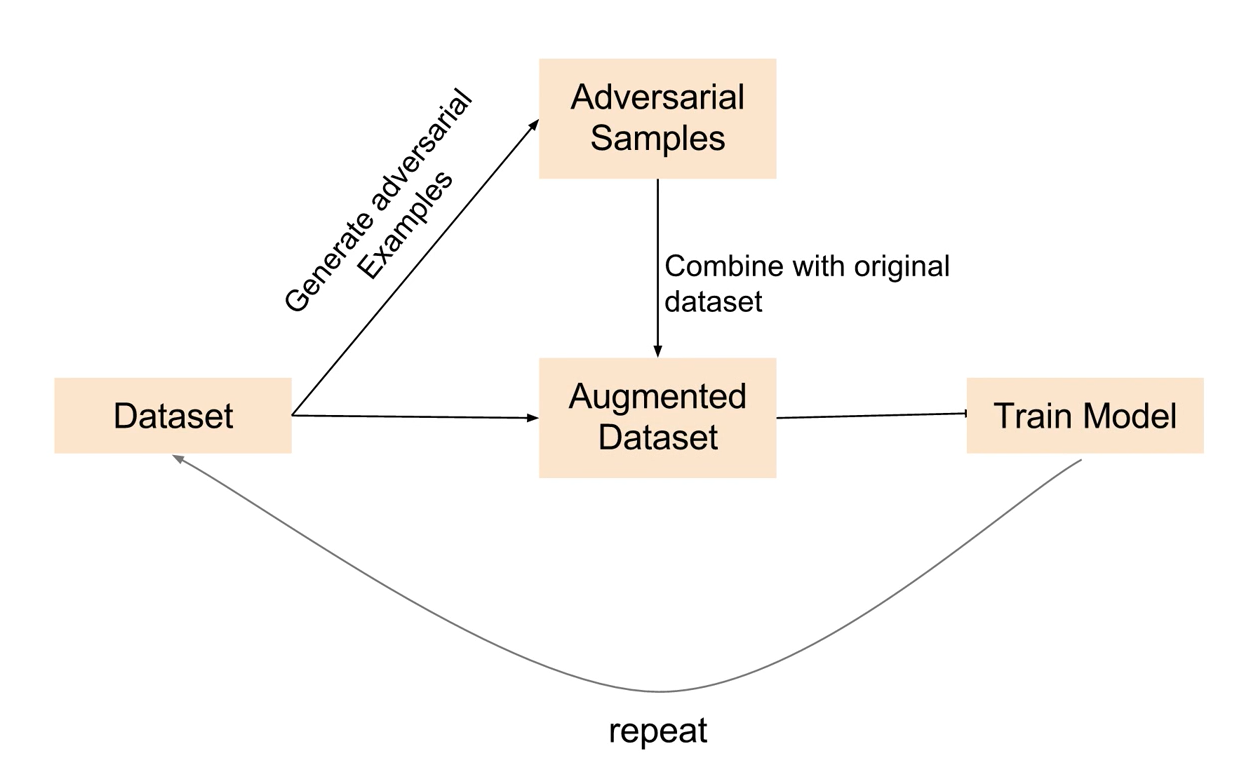 Adversarial
Samples
Generate adversarial
Examples
Combine with original
dataset
Dataset
Augmented
Dataset
Train Model
repeat